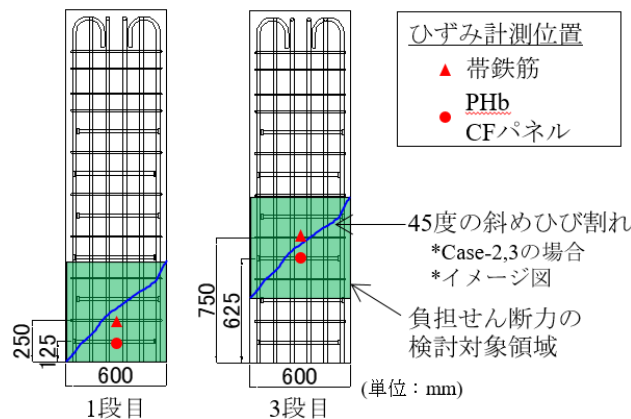 ひずみ計測位置
帯鉄筋
PHb
CFパネル
45度の斜めひび割れ
*Case-2,3の場合
*イメージ図
負担せん断力の
検討対象領域
250
125
600
1段目
750
625
600
3段目
(単位：mm)